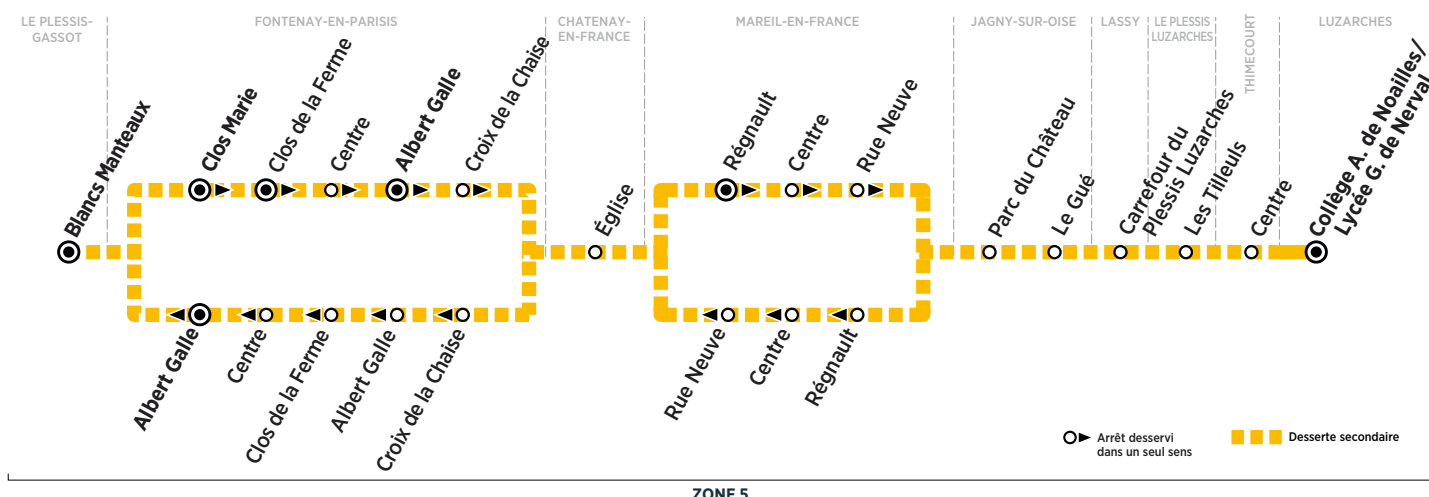 LE PLESSIS-
GASSOT
FONTENAY-EN-PARISIS
CHATENAY-
EN-FRANCE
MAREIL-EN-FRANCE
JAGNY-SUR-OISE
LASSY
LE PLESSIS
LUZARCHES
THIMECOURT
LUZARCHES
Blancs Manteaux
Clos Marie
Clos de la Ferme
Centre
Albert Galle
Croix de la Chaise
Église
Régnault
Centre
Rue Neuve
Parc du Château
Le Gué
Carrefour du
Plessis Luzarches
Les Tilleuls
Centre
Collège A. de Noailles/
Lycée G. de Nerval
Albert Galle
Centre
Clos de la Ferme
Albert Galle
Croix de la Chaise
Rue Neuve
Centre
Régnault
Arrêt desservi
dans un seul sens
Desserte secondaire
ZONE 5